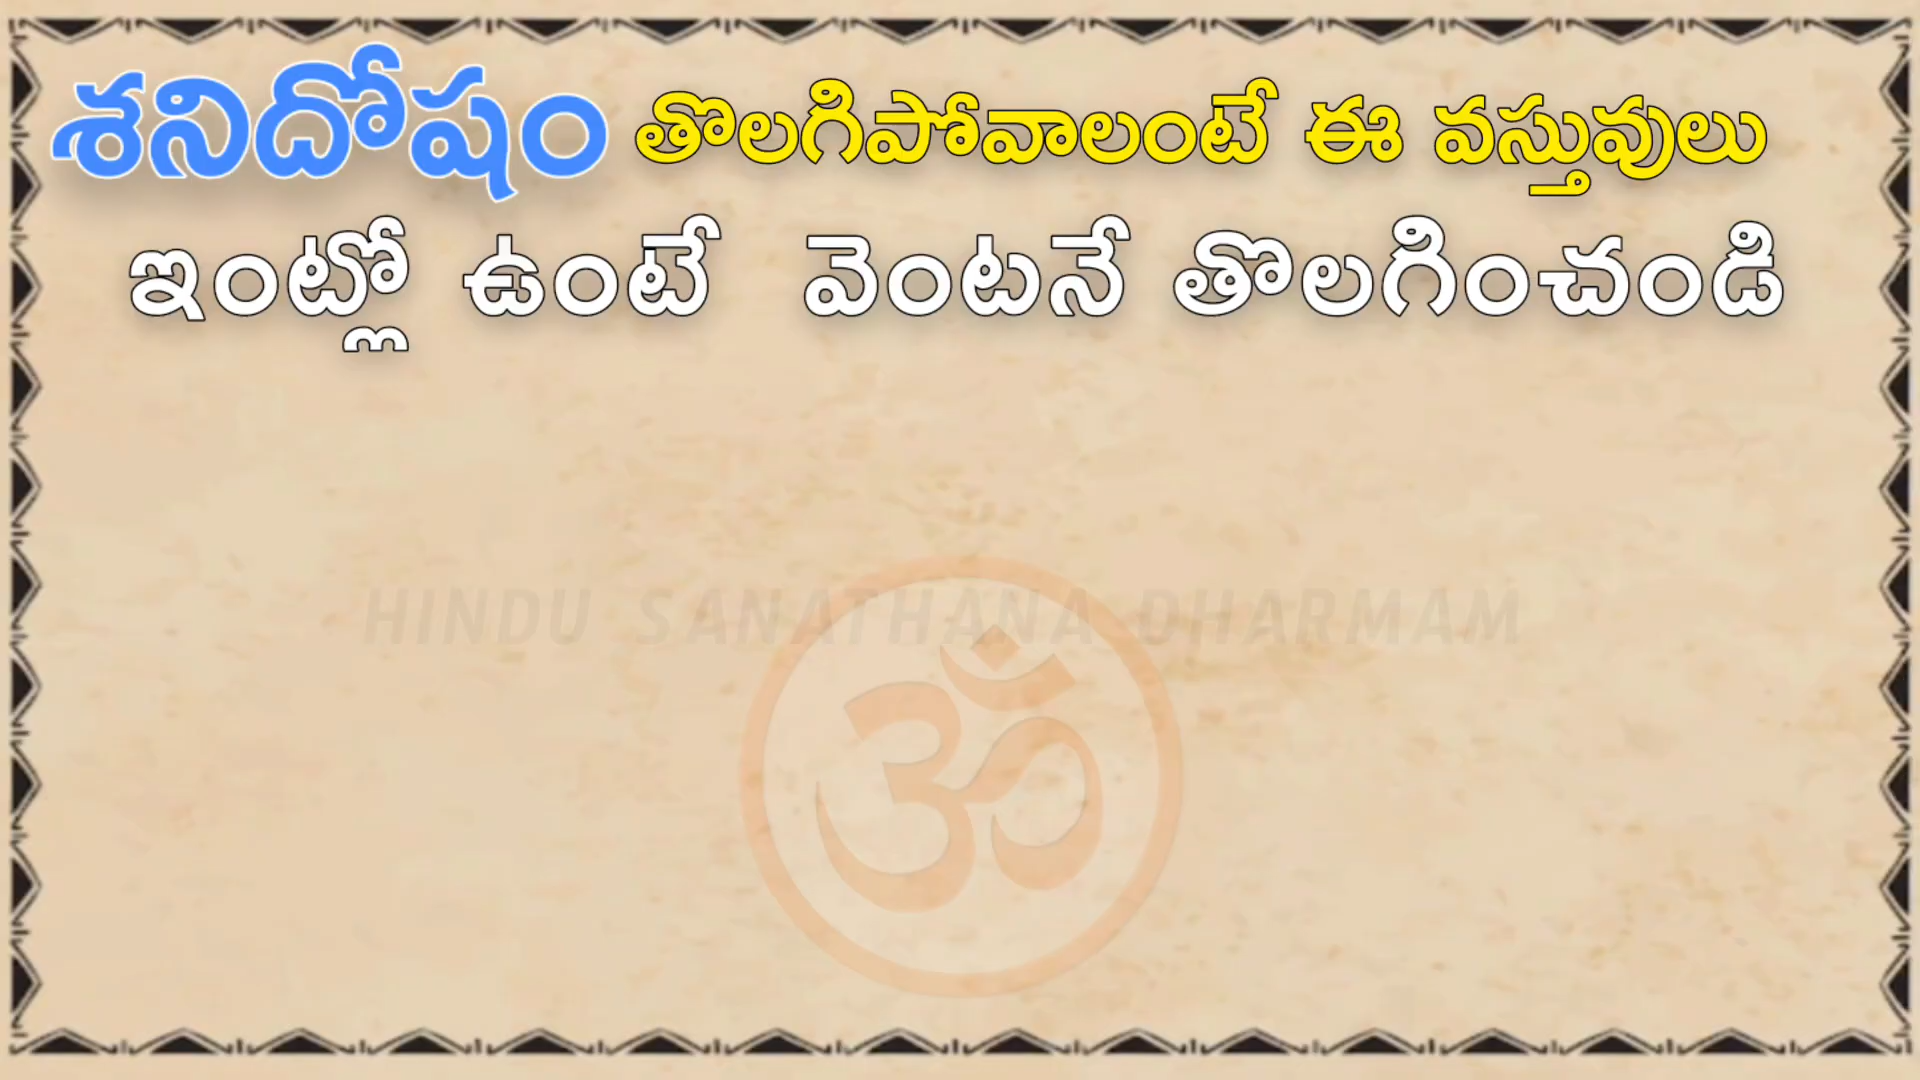 శనిదోషం తొలగిపోవాలంటే ఈ వస్తువులు
ఇంట్లో ఉంటే వెంటనే తొలగించండి
HINDU SANATHANA DHARMAM
ॐ